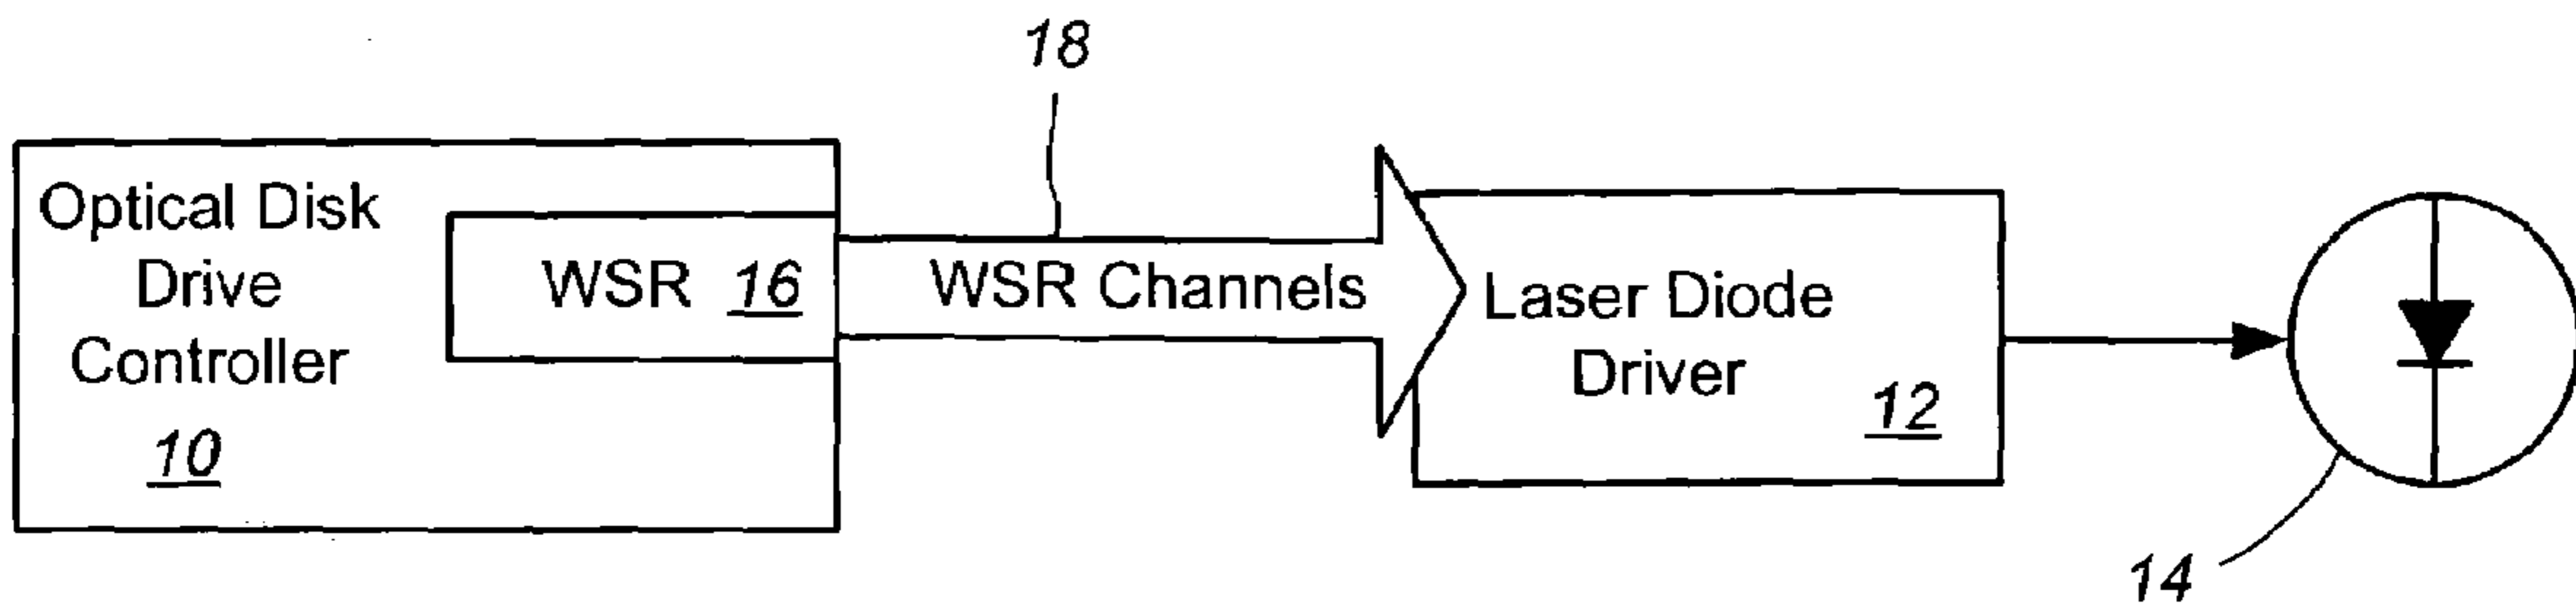 18
Optical Disk
Drive
Controller
10
WSR 16
WSR Channels
Laser Diode
Driver
12
14